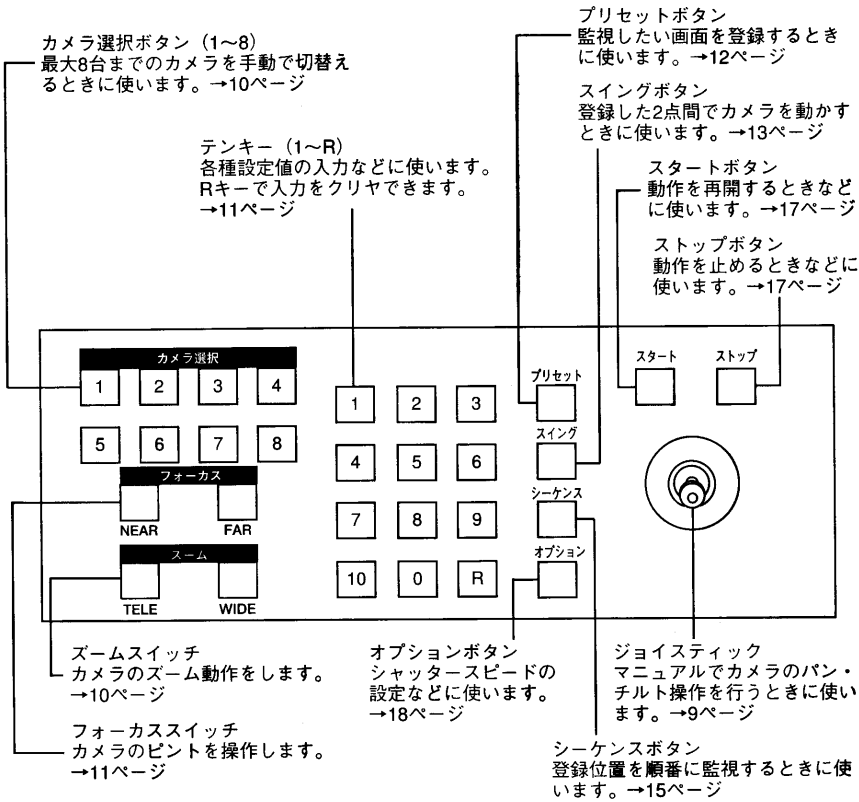 カメラ選択ボタン（1～8）
最大8台までのカメラを手動で切替え
るときに使います。→10ページ
テンキー（1～R）
各種設定値の入力などに使います。
Rキーで入力をクリヤできます。
→11ページ
プリセットボタン
監視したい画面を登録するとき
に使います。→12ページ
スイングボタン
登録した2点間でカメラを動かす
ときに使います。→13ページ
スタートボタン
動作を再開するときなど
に使います。→17ページ
ストップボタン
動作を止めるときなどに
使います。→17ページ
カメラ選択
1 2 3 4
5 6 7 8
フォーカス
NEAR FAR
ズーム
TELE WIDE
1 2 3
4 5 6
7 8 9
10 0 R
プリセット
スイング
シーケンス
オプション
スタート ストップ
ズームスイッチ
カメラのズーム動作をします。
→10ページ
フォーカススイッチ
カメラのピントを操作します。
→11ページ
オプションボタン
シャッタースピードの
設定などに使います。
→18ページ
ジョイスティック
マニュアルでカメラのパン・
チルト操作を行うときに使い
ます。→9ページ
シーケンスボタン
登録位置を順番に監視するときに使
います。→15ページ